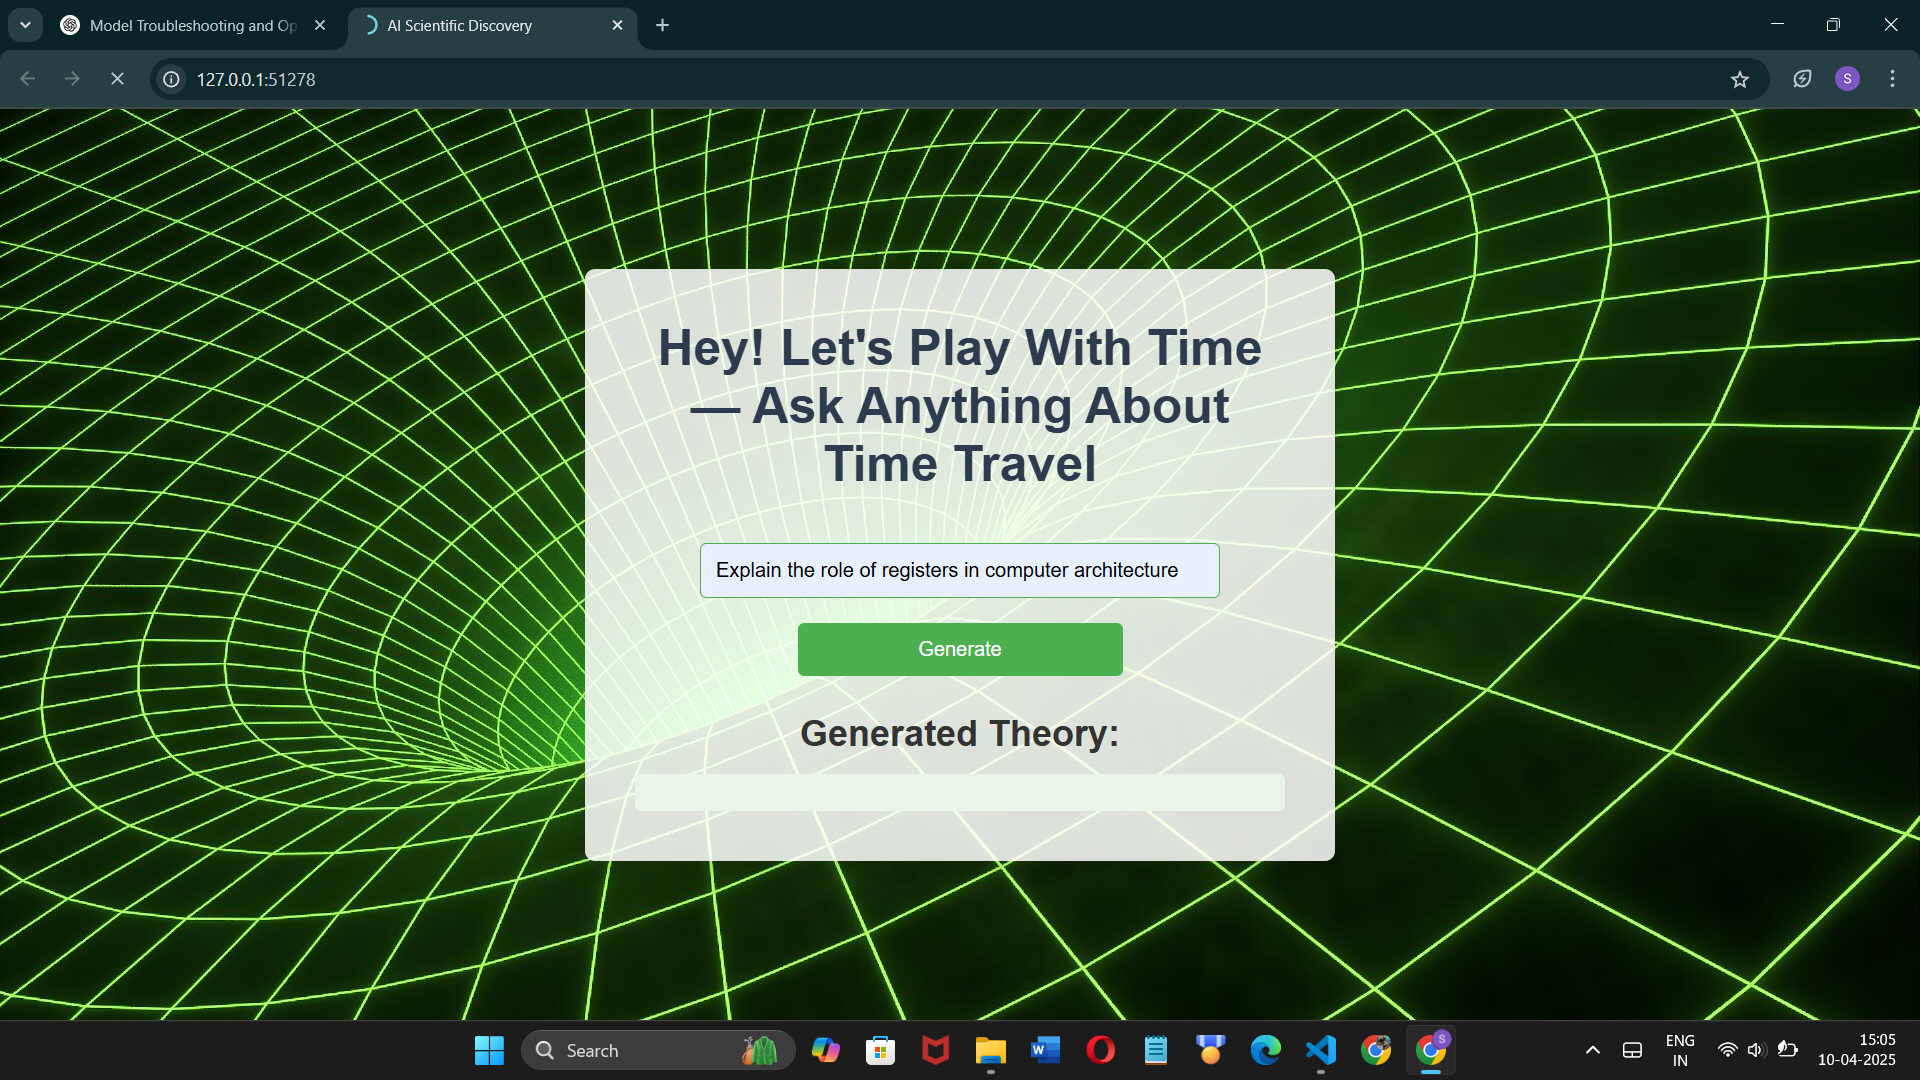 Model Troubleshooting and Op
AI Scientific Discovery
127.0.0.1:51278
S
Hey! Let's Play With Time
— Ask Anything About
Time Travel
Explain the role of registers in computer architecture
Generate
Generated Theory:
Search
W
S
ENG
IN
15:05
10-04-2025